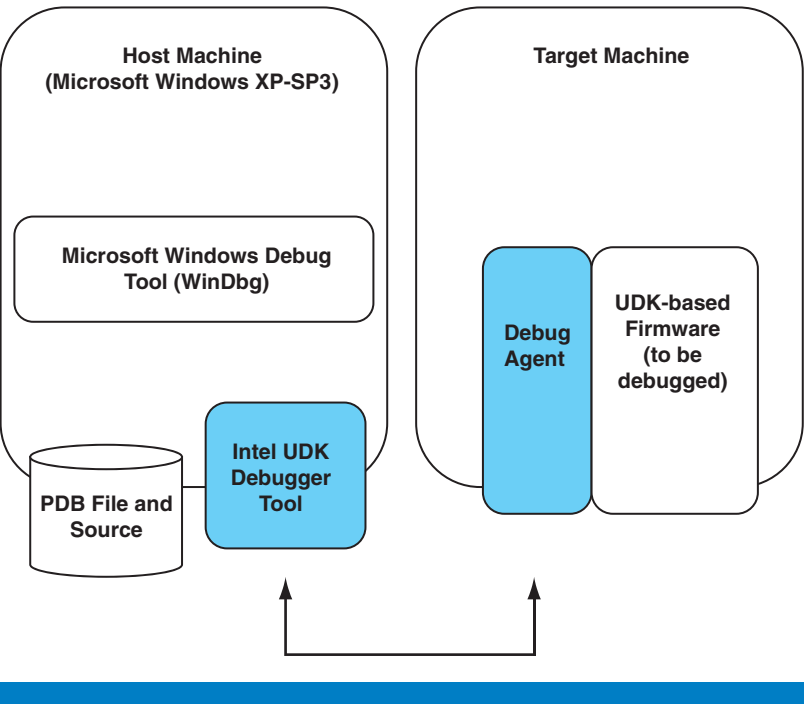 Host Machine
(Microsoft Windows XP-SP3)
Target Machine
Microsoft Windows Debug
Tool (WinDbg)
Debug
Agent
UDK-based
Firmware
(to be
debugged)
Intel UDK
Debugger
Tool
PDB File and
Source